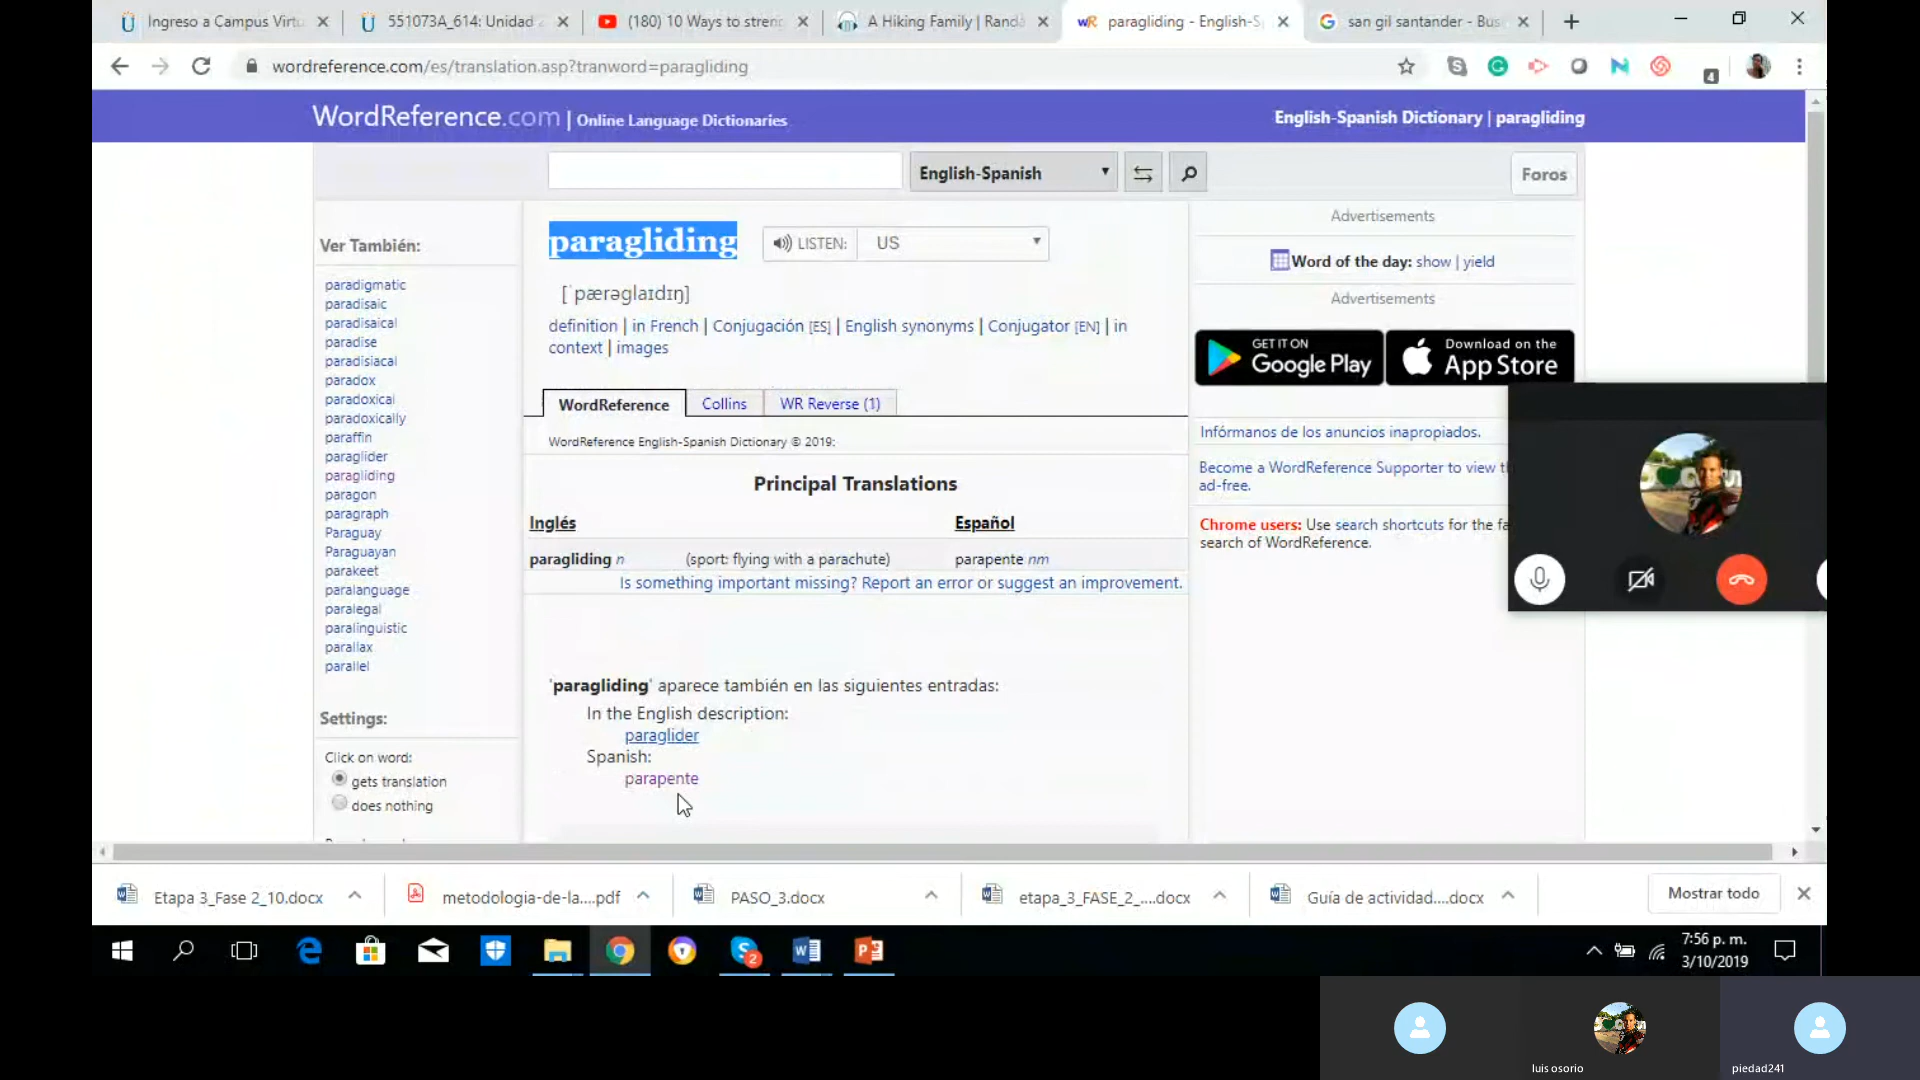 Ingreso a Campus Virtu
551073A_614: Unidad 2
(180) 10 Ways to stren
A Hiking Family | Randa
paragliding - English-S
san gil santander - Bus
wordreference.com/es/translation.asp?tranword=paragliding
4
WordReference.com | Online Language Dictionaries
English-Spanish Dictionary | paragliding
English-Spanish
Foros
Ver También:
paradigmatic
paradisaic
paradisaical
paradise
paradisiacal
paradox
paradoxical
paradoxically
paraffin
paraglider
paragliding
paragon
paragraph
Paraguay
Paraguayan
parakeet
paralanguage
paralegal
paralinguistic
parallax
parallel
Settings:
Click on word:
gets translation
does nothing
paragliding
LISTEN:
US
[ˈpærəglaɪdɪŋ]
definition | in French | Conjugación [ES] | English synonyms | Conjugator [EN] | in
context | images
WordReference
Collins
WR Reverse (1)
WordReference English-Spanish Dictionary © 2019:
Principal Translations
Inglés
Español
paragliding n (sport: flying with a parachute) parapente nm
Is something important missing? Report an error or suggest an improvement.
'paragliding' aparece también en las siguientes entradas:
In the English description:
paraglider
Spanish:
parapente
Advertisements
Word of the day: show | yield
Advertisements
GET IT ON
Google Play
Download on the
App Store
Infórmanos de los anuncios inapropiados.
Become a WordReference Supporter to view t
ad-free.
Chrome users: Use search shortcuts for the fa
search of WordReference.
Etapa 3_Fase 2_10.docx
metodologia-de-la....pdf
PASO_3.docx
etapa_3_FASE_2_....docx
Guía de actividad....docx
Mostrar todo
2
7:56 p. m.
3/10/2019
luis osorio
piedad241